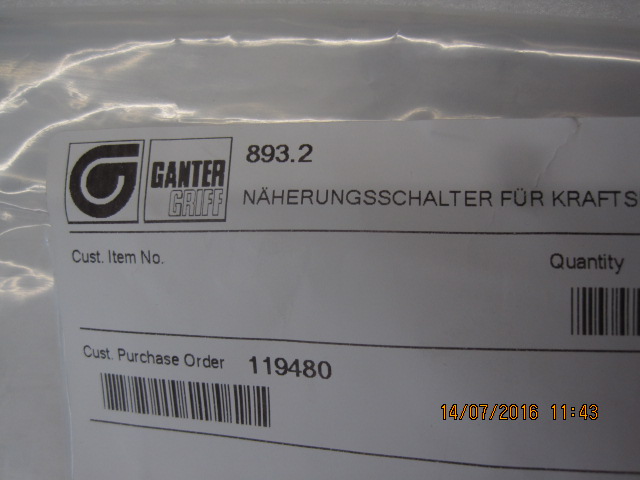 GANTER
GRIFF
893.2
NÄHERUNGSSCHALTER FÜR KRAFTS
Cust. Item No.
Quantity
Cust. Purchase Order 119480
14/07/2016 11:43